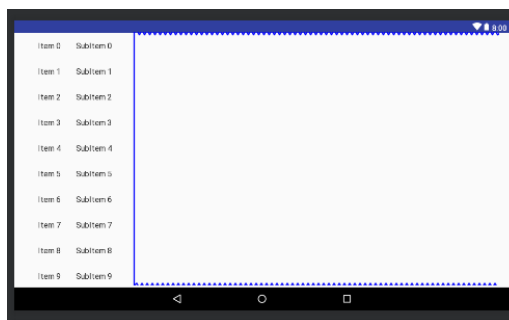 8:00
Item 0 SubItem 0
Item 1 SubItem 1
Item 2 SubItem 2
Item 3 SubItem 3
Item 4 SubItem 4
Item 5 SubItem 5
Item 6 SubItem 6
Item 7 SubItem 7
Item 8 SubItem 8
Item 9 SubItem 9